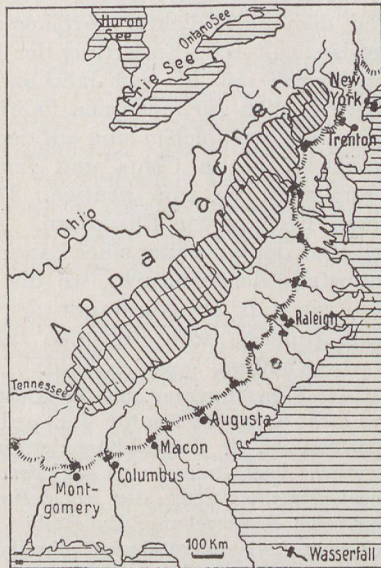 Huron
See
Ontario See
Erie See
New
York
Trenton
Appalachen
Ohio
Raleigh
Tennessee
Augusta
Macon
Columbus
Mont-
gomery
100 Km
Wasserfall